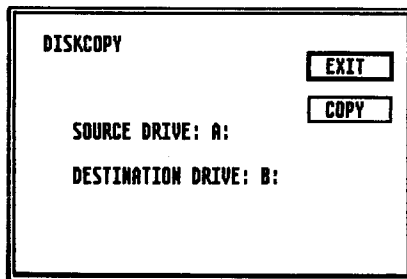 DISKCOPY
EXIT
COPY
SOURCE DRIVE: A:
DESTINATION DRIVE: B: